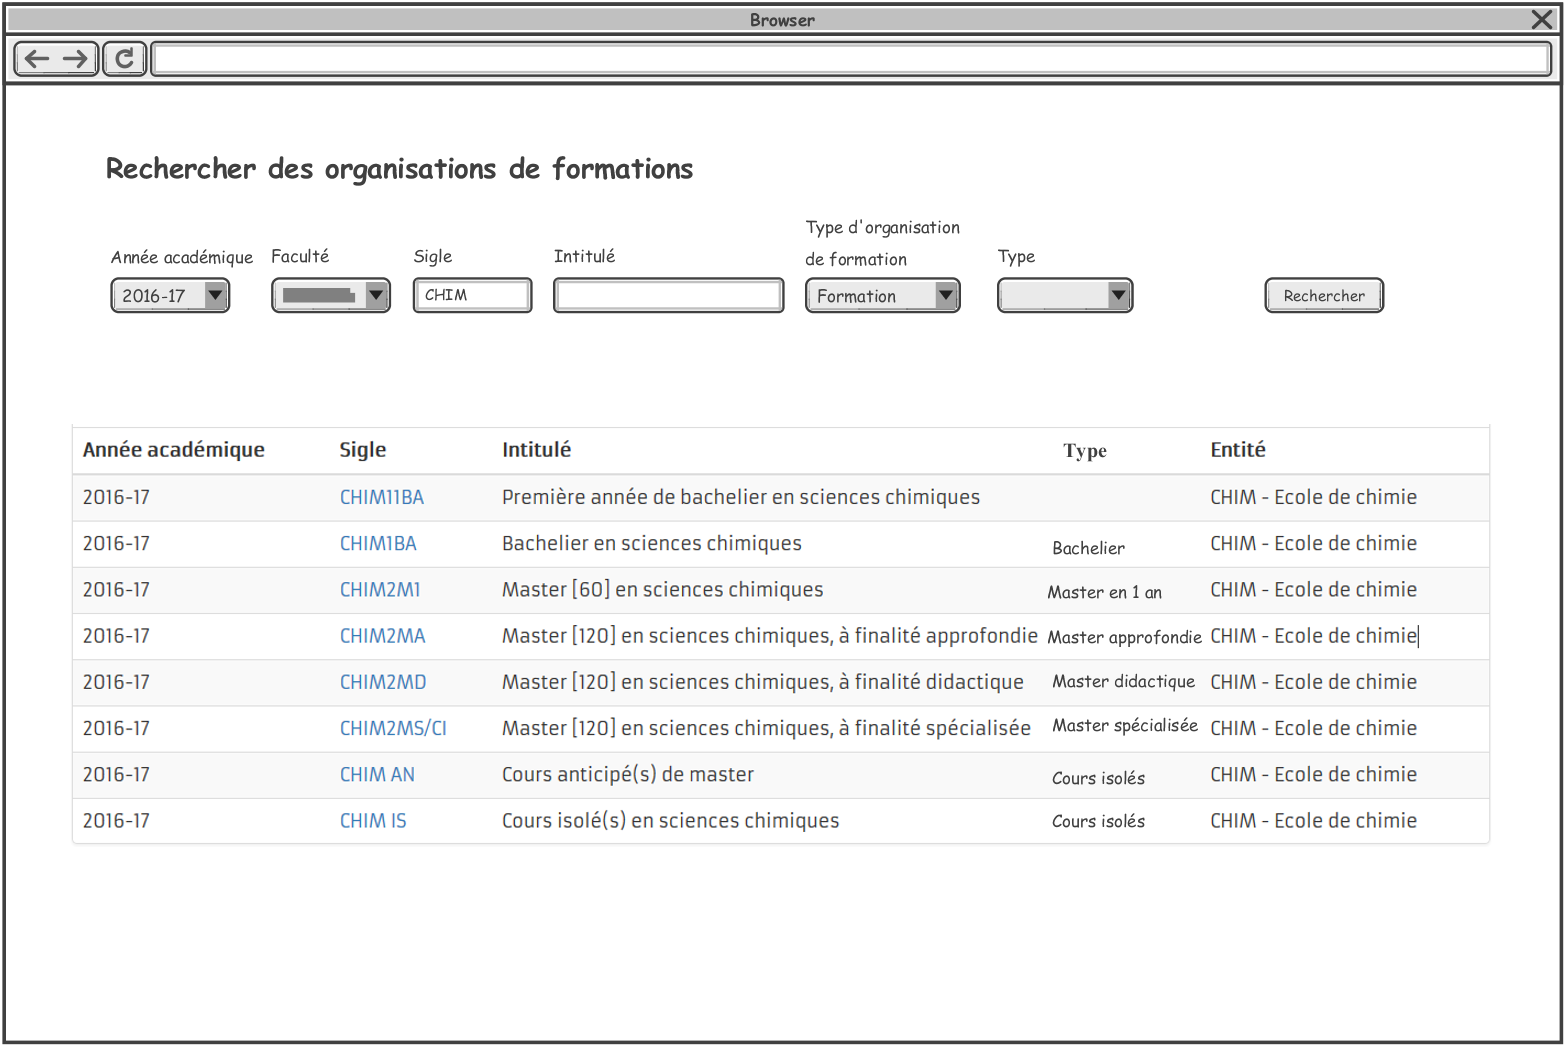 Browser
Rechercher des organisations de formations
Type d'organisation
Année académique Faculté Sigle Intitulé de formation Type
2016-17 CHIM Formation Rechercher
Année académique Sigle Intitulé Type Entité
2016-17 CHIM11BA Première année de bachelier en sciences chimiques CHIM - Ecole de chimie
2016-17 CHIM1BA Bachelier en sciences chimiques Bachelier CHIM - Ecole de chimie
2016-17 CHIM2M1 Master [60] en sciences chimiques Master en 1 an CHIM - Ecole de chimie
2016-17 CHIM2MA Master [120] en sciences chimiques, à finalité approfondie Master approfondie CHIM - Ecole de chimie
2016-17 CHIM2MD Master [120] en sciences chimiques, à finalité didactique Master didactique CHIM - Ecole de chimie
2016-17 CHIM2MS/CI Master [120] en sciences chimiques, à finalité spécialisée Master spécialisée CHIM - Ecole de chimie
2016-17 CHIM AN Cours anticipé(s) de master Cours isolés CHIM - Ecole de chimie
2016-17 CHIM IS Cours isolé(s) en sciences chimiques Cours isolés CHIM - Ecole de chimie